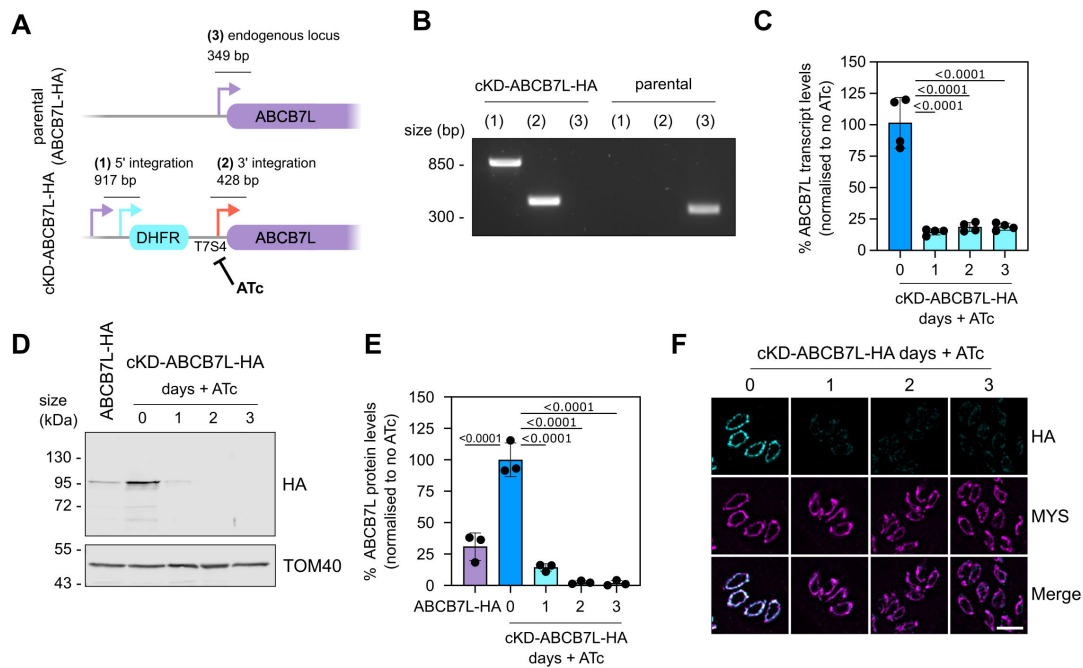 A
(3) endogenous locus
349 bp
parental
(ABCB7L-HA)
ABCB7L
(1) 5' integration
917 bp
(2) 3' integration
428 bp
cKD-ABCB7L-HA
DHFR
T7S4
ABCB7L
ATc
B
cKD-ABCB7L-HA parental
size (bp) (1) (2) (3) (1) (2) (3)
850 -
300 -
C
% ABCB7L transcript levels
(normalised to no ATc)
150
125
100
75
50
25
0
<0.0001
<0.0001
<0.0001
0 1 2 3
cKD-ABCB7L-HA
days + ATc
D
ABCB7L-HA
cKD-ABCB7L-HA
days + ATc
size
(kDa)
0 1 2 3
130 -
95 -
72 -
HA
55 -
43 -
TOM40
E
% ABCB7L protein levels
(normalised to no ATc)
150
125
100
75
50
25
0
<0.0001
<0.0001
<0.0001
<0.0001
ABCB7L-HA 0 1 2 3
cKD-ABCB7L-HA
days + ATc
F
cKD-ABCB7L-HA days + ATc
0 1 2 3
HA
MYS
Merge